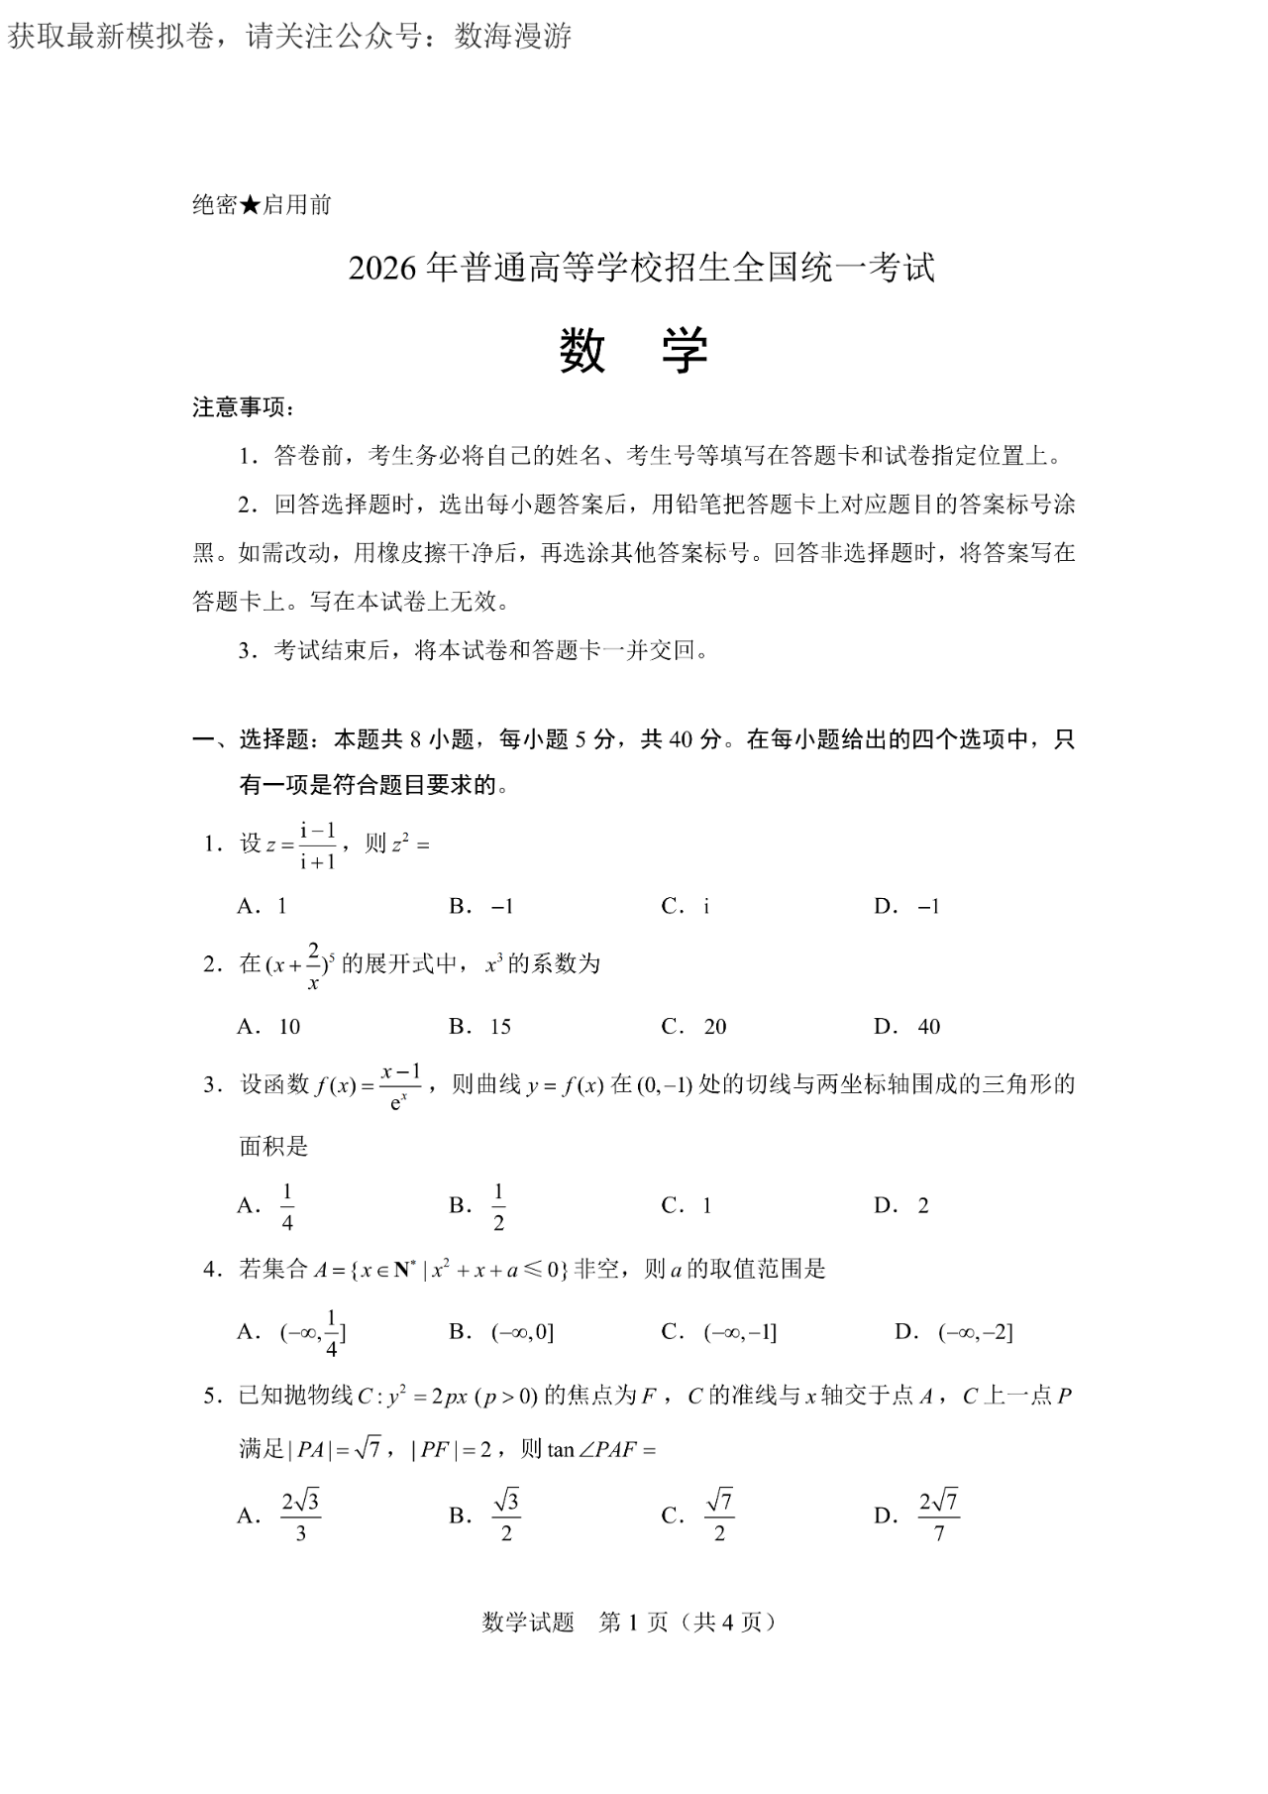 获取最新模拟卷，请关注公众号：数海漫游
绝密★启用前
2026 年普通高等学校招生全国统一考试
数 学
注意事项：
1．答卷前，考生务必将自己的姓名、考生号等填写在答题卡和试卷指定位置上。
2．回答选择题时，选出每小题答案后，用铅笔把答题卡上对应题目的答案标号涂
黑。如需改动，用橡皮擦干净后，再选涂其他答案标号。回答非选择题时，将答案写在
答题卡上。写在本试卷上无效。
3．考试结束后，将本试卷和答题卡一并交回。
一、选择题：本题共 8 小题，每小题 5 分，共 40 分。在每小题给出的四个选项中，只
有一项是符合题目要求的。
1．设 z = (i−1)/(i+1)，则 z² =
A．1 B．−1 C．i D．−1
2．在 (x + 2/x)⁵ 的展开式中，x³ 的系数为
A．10 B．15 C．20 D．40
3．设函数 f(x) = (x−1)/eˣ，则曲线 y = f(x) 在 (0,−1) 处的切线与两坐标轴围成的三角形的
面积是
A．1/4 B．1/2 C．1 D．2
4．若集合 A = {x ∈ N* | x² + x + a ⩽ 0} 非空，则 a 的取值范围是
A．(−∞, 1/4] B．(−∞, 0] C．(−∞, −1] D．(−∞, −2]
5．已知抛物线 C : y² = 2px (p > 0) 的焦点为 F，C 的准线与 x 轴交于点 A，C 上一点 P
满足 | PA | = √7，| PF | = 2，则 tan ∠PAF =
A．2√3/3 B．√3/2 C．√7/2 D．2√7/7
数学试题 第 1 页（共 4 页）